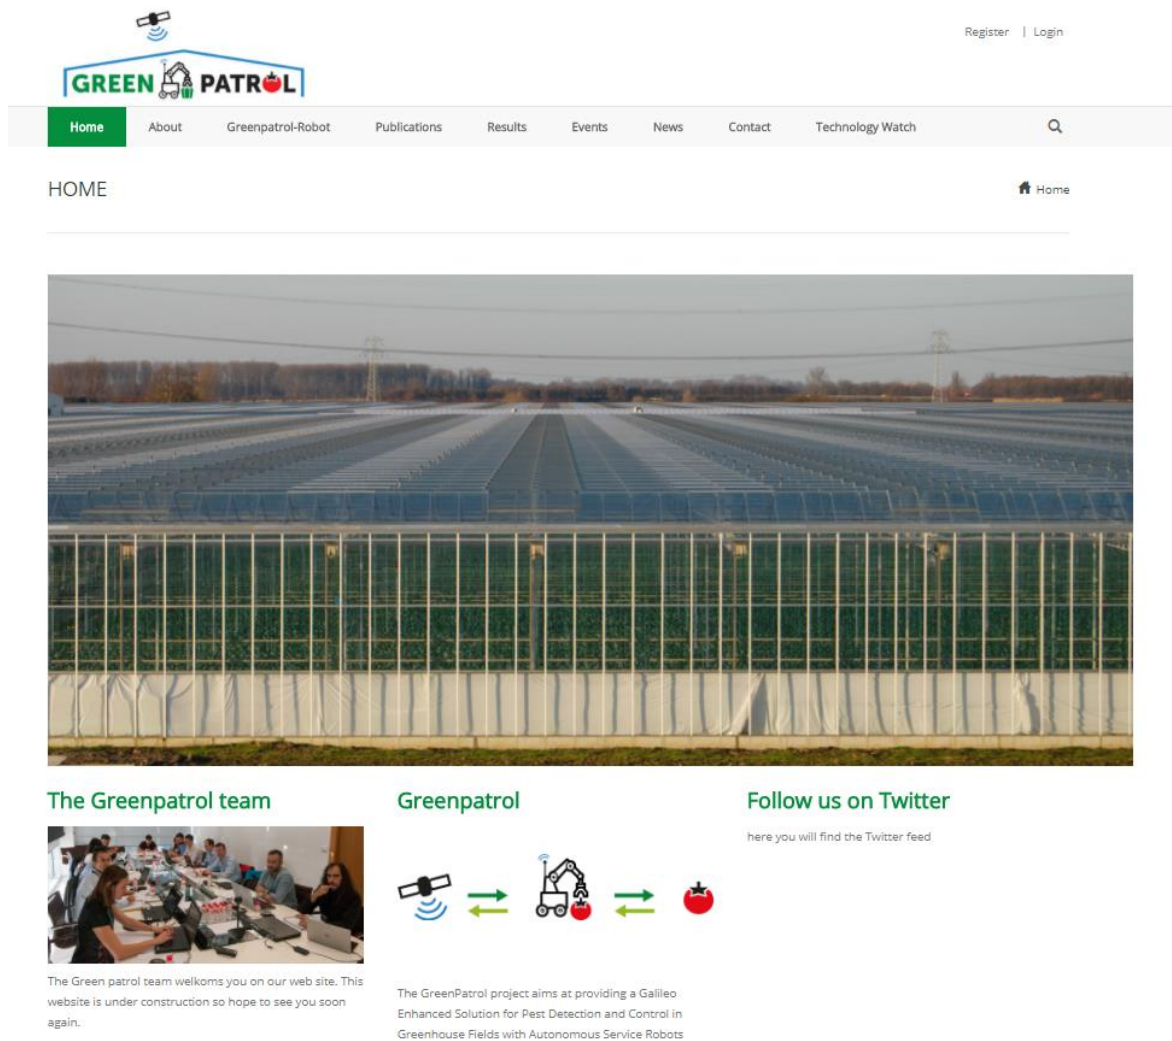 Register | Login
GREEN PATROL
Home About Greenpatrol-Robot Publications Results Events News Contact Technology Watch
HOME
Home
The Greenpatrol team
The Green patrol team welkoms you on our web site. This
website is under construction so hope to see you soon
again.
Greenpatrol
The GreenPatrol project aims at providing a Galileo
Enhanced Solution for Pest Detection and Control in
Greenhouse Fields with Autonomous Service Robots
Follow us on Twitter
here you will find the Twitter feed